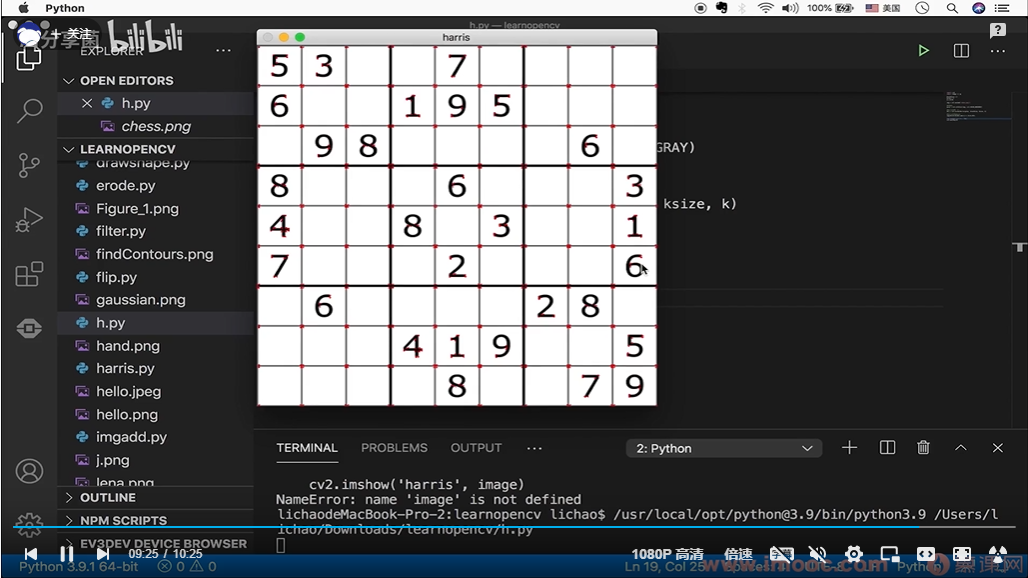 Python
100%
美国
h.py — learnopencv
分享菌 bilibili
+ 关注
EXPLORER
harris
OPEN EDITORS
h.py
chess.png
LEARNOPENCV
drawshape.py
erode.py
Figure_1.png
filter.py
findContours.png
flip.py
gaussian.png
h.py
hand.png
harris.py
hello.jpeg
hello.png
imgadd.py
j.png
lena.png
OUTLINE
NPM SCRIPTS
EV3DEV DEVICE BROWSER
5 3 7
6 1 9 5
9 8 6
8 6 3
4 8 3 1
7 2 6
6 2 8
4 1 9 5
8 7 9
GRAY)
ksize, k)
TERMINAL PROBLEMS OUTPUT ···
2: Python
cv2.imshow('harris', image)
NameError: name 'image' is not defined
lichaodeMacBook-Pro-2:learnopencv lichao$ /usr/local/opt/python@3.9/bin/python3.9 /Users/l
ichao/Downloads/learnopencv/h.py
09:25 / 10:25
1080P 高清
倍速
字幕
Python 3.9.1 64-bit
0
0
Ln 19, Col 25
www.imooc.com
慕课网